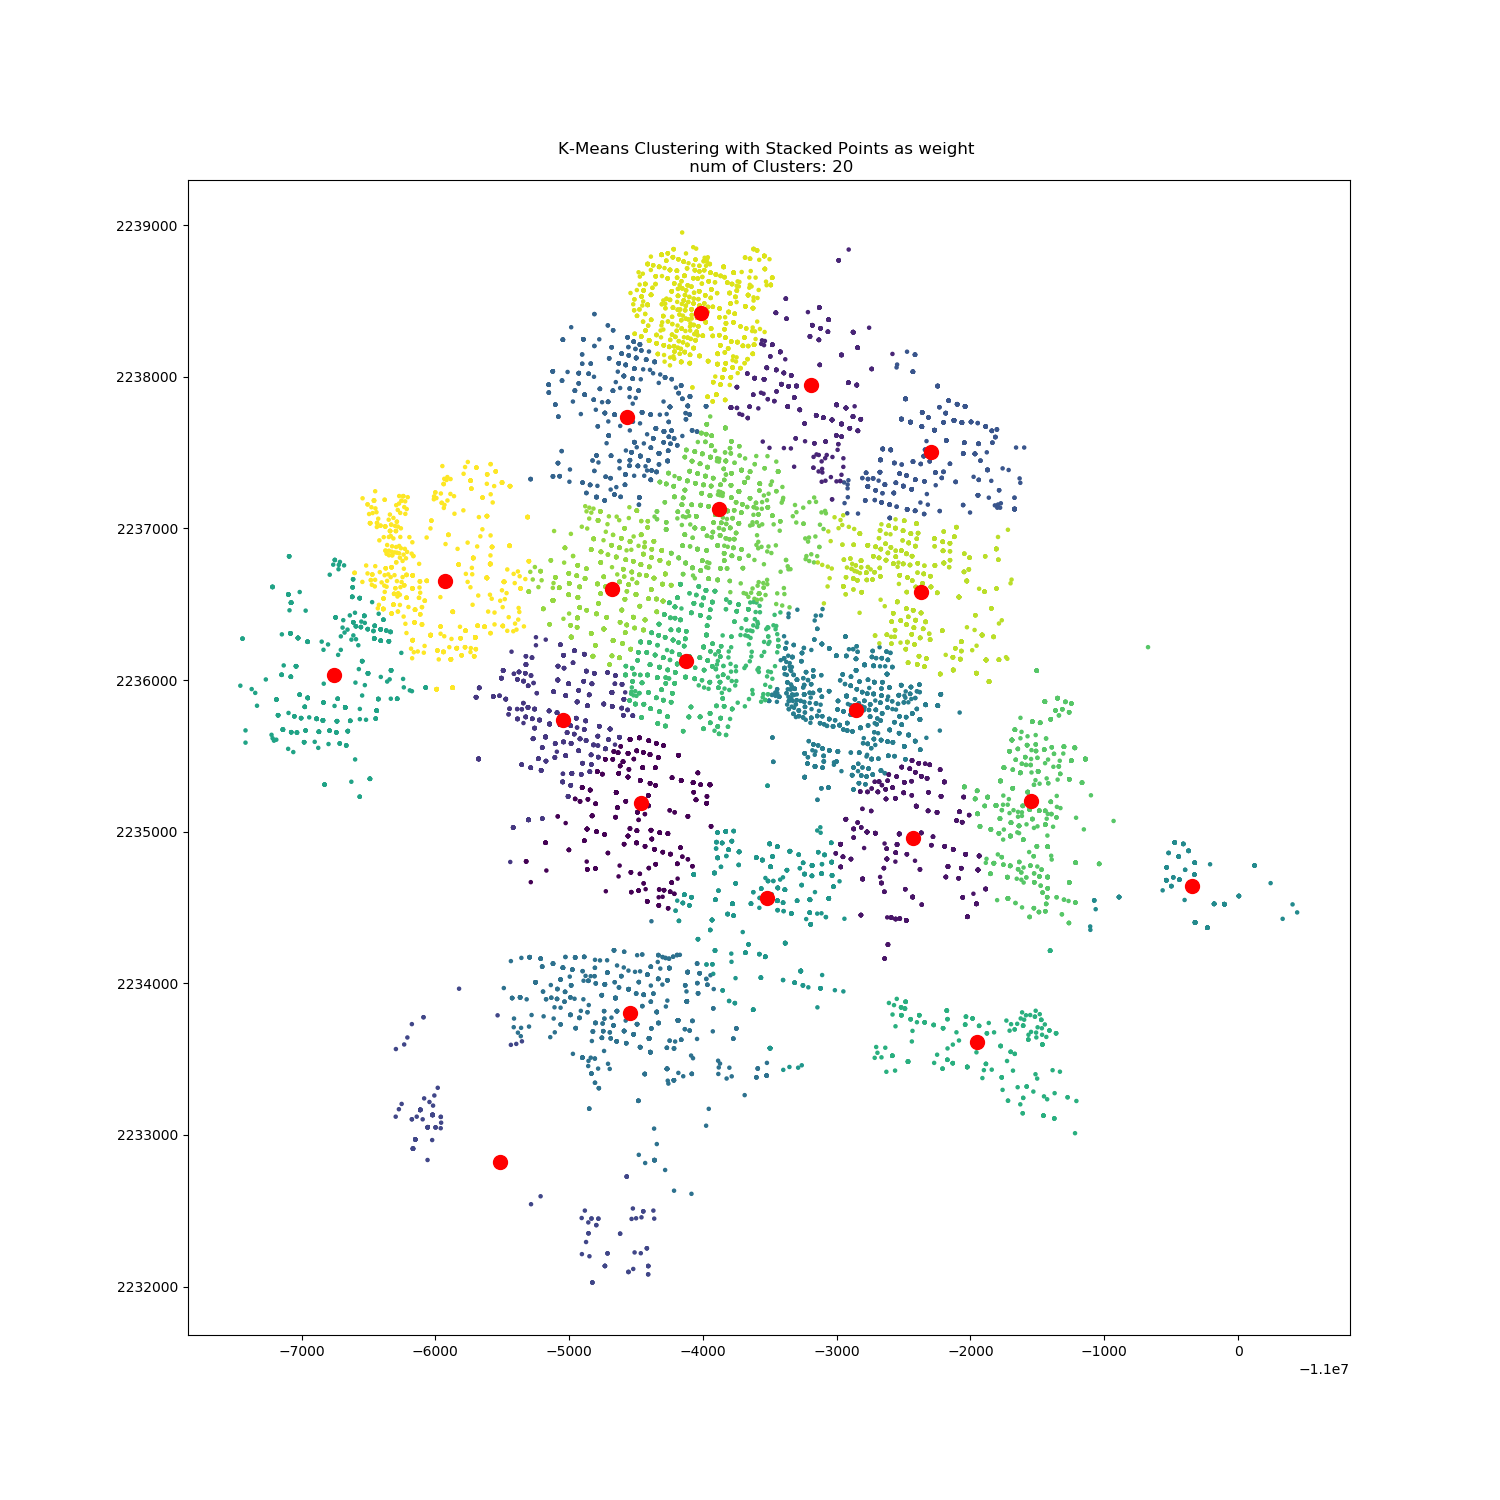 K-Means Clustering with Stacked Points as weight
num of Clusters: 20
2239000
2238000
2237000
2236000
2235000
2234000
2233000
2232000
−7000 −6000 −5000 −4000 −3000 −2000 −1000 0
−1.1e7